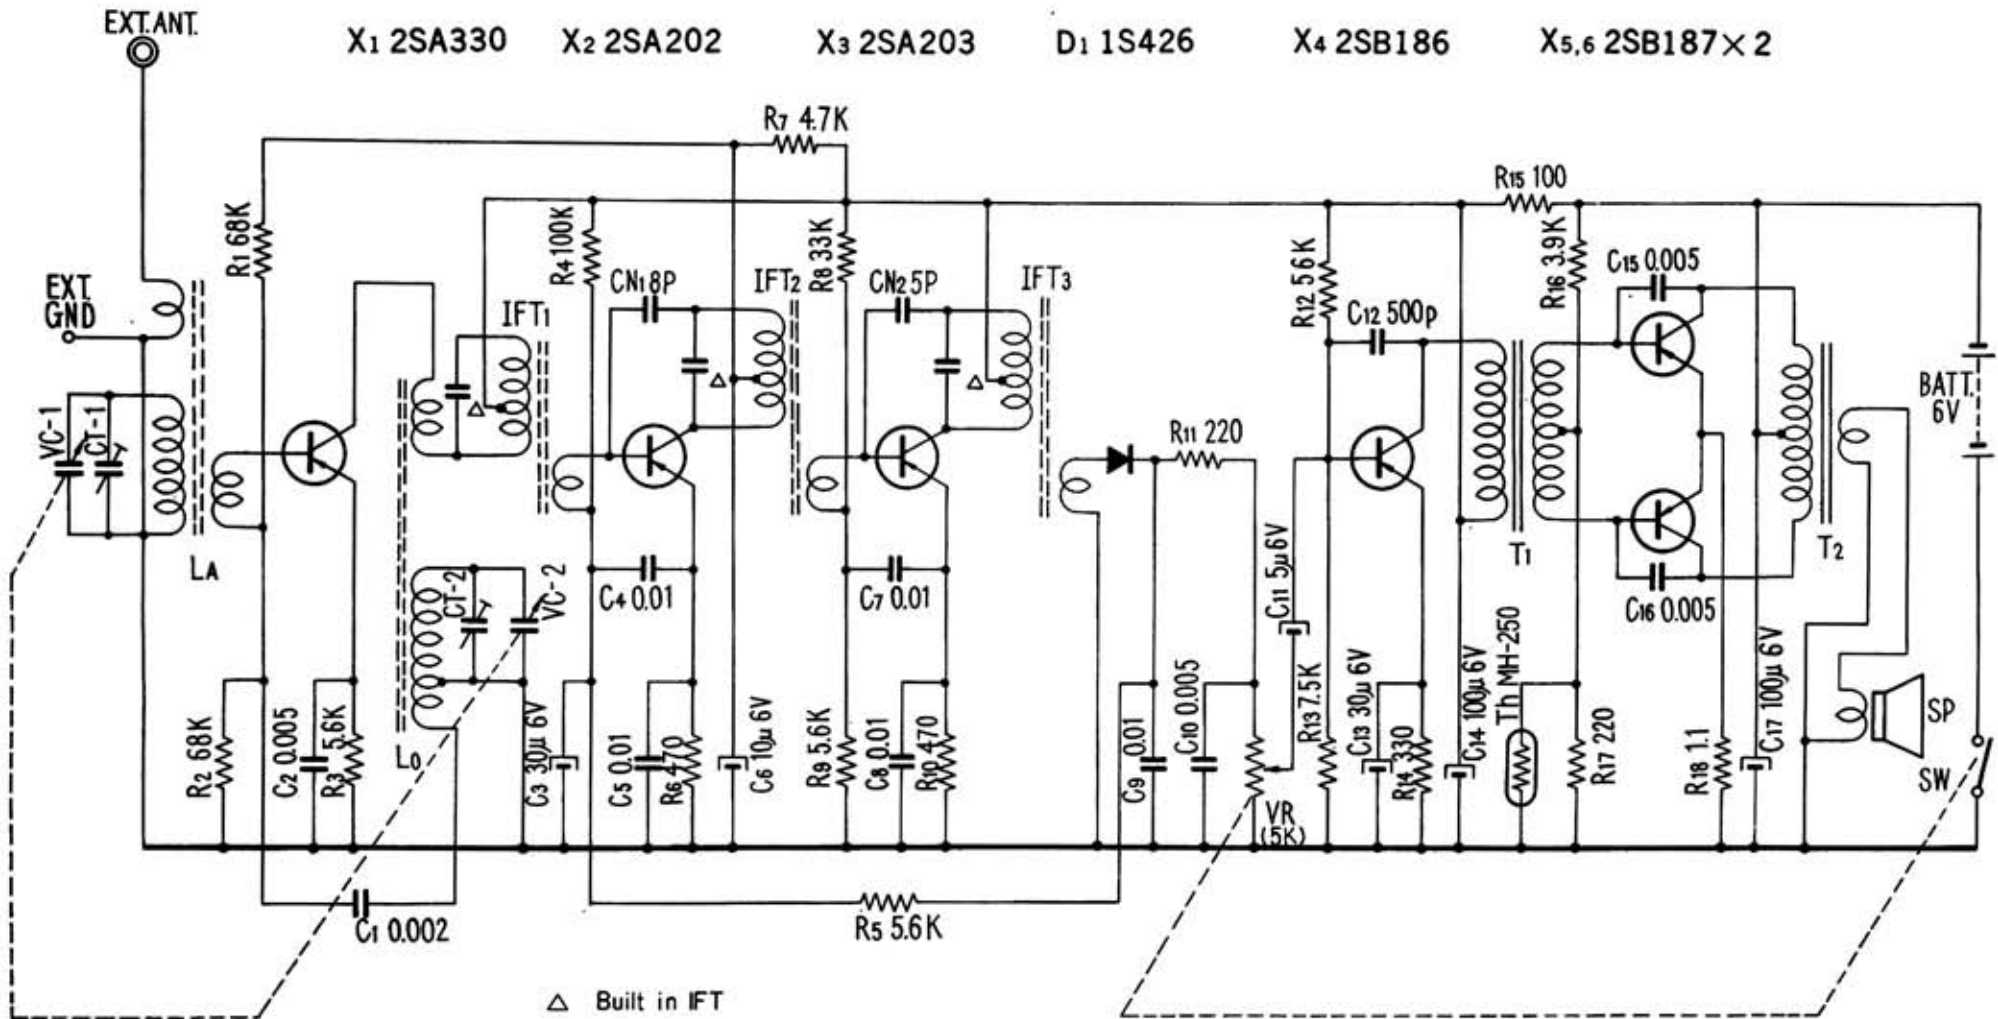 EXT. ANT.
X1 2SA330
X2 2SA202
X3 2SA203
D1 1S426
X4 2SB186
X5,6 2SB187×2
R7 4.7K
R15 100
R1 68K
R4 100K
R8 33K
R12 56K
R16 3.9K
C15 0.005
EXT.
GND
IFT1
CN1 8P
IFT2
CN2 5P
IFT3
C12 500p
BATT.
6V
VC-1
CT-1
△
△
△
R11 220
LA
C11 5μ 6V
T1
T2
C4 0.01
C7 0.01
C16 0.005
CT-2
VC-2
Th MH-250
R2 68K
C2 0.005
R3 5.6K
LO
C3 30μ 6V
C5 0.01
R6 470
C6 10μ 6V
R9 5.6K
C8 0.01
R10 470
C9 0.01
C10 0.005
VR
(5K)
R13 7.5K
C13 30μ 6V
R14 330
C14 100μ 6V
R17 220
R18 1.1
C17 100μ 6V
SP
SW
C1 0.002
R5 5.6K
△ Built in IFT